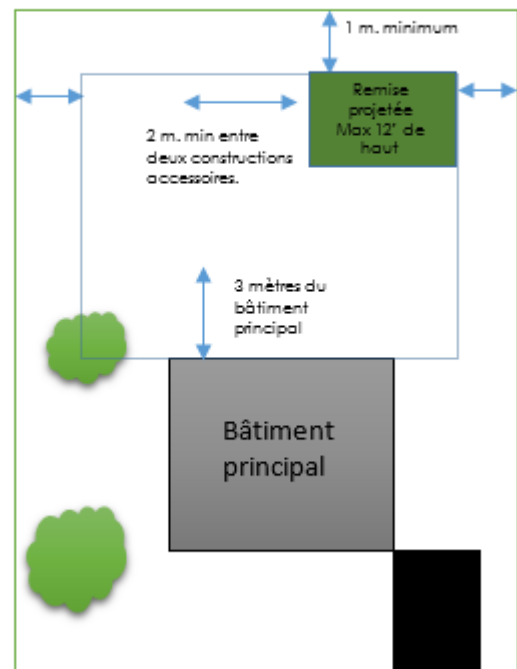 1 m. minimum
Remise
projetée
Max 12' de
haut
2 m. min entre
deux constructions
accessoires.
3 mètres du
bâtiment
principal
Bâtiment
principal